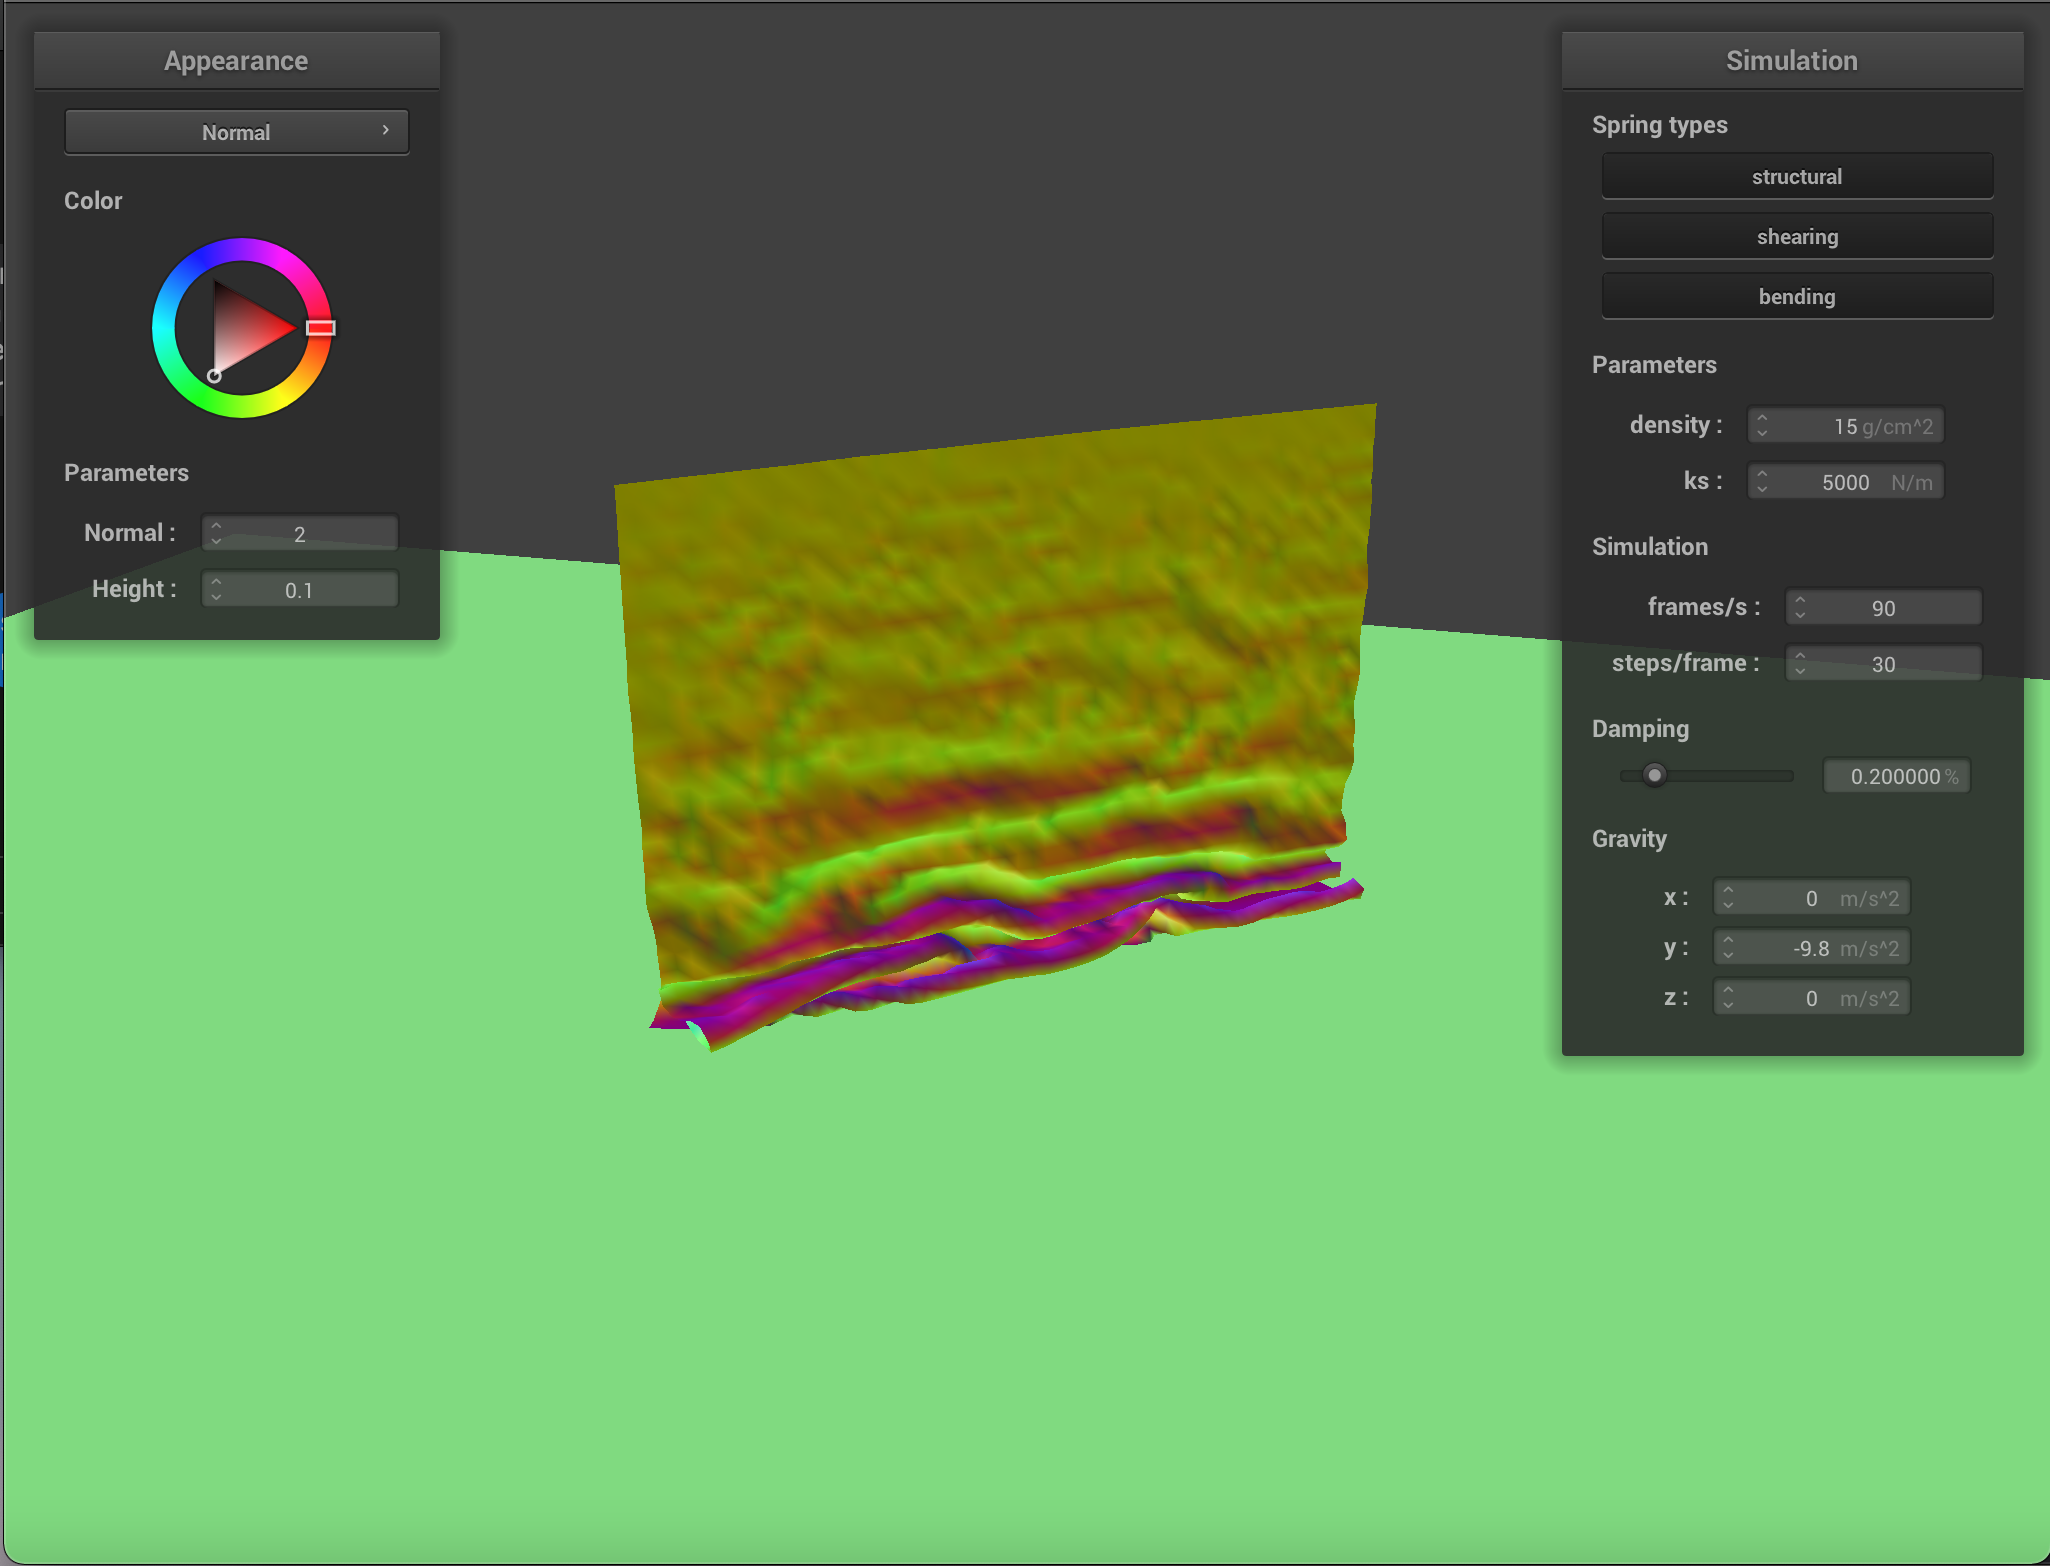 Appearance
Normal
Color
Parameters
Normal : 2
Height : 0.1
Simulation
Spring types
structural
shearing
bending
Parameters
density : 15 g/cm^2
ks : 5000 N/m
Simulation
frames/s : 90
steps/frame : 30
Damping
0.200000 %
Gravity
x : 0 m/s^2
y : -9.8 m/s^2
z : 0 m/s^2